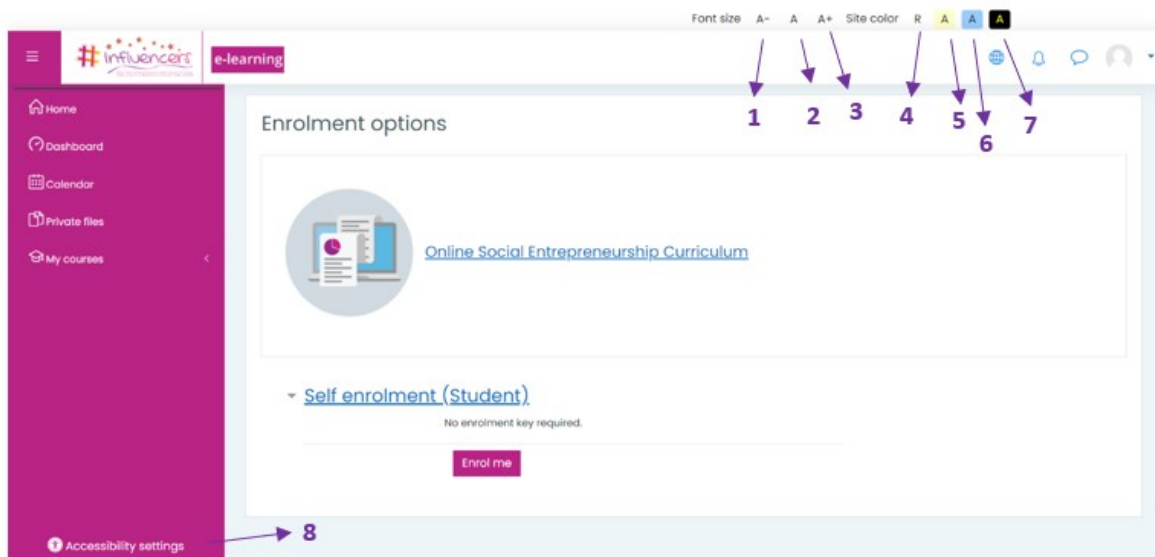 Font size A- A A+ Site color R A A A
#influencers
e-learning
1 2 3 4 5 6 7
Home
Enrolment options
Dashboard
Calendar
Private files
My courses
Online Social Entrepreneurship Curriculum
Self enrolment (Student)
No enrolment key required.
Enrol me
Accessibility settings
8